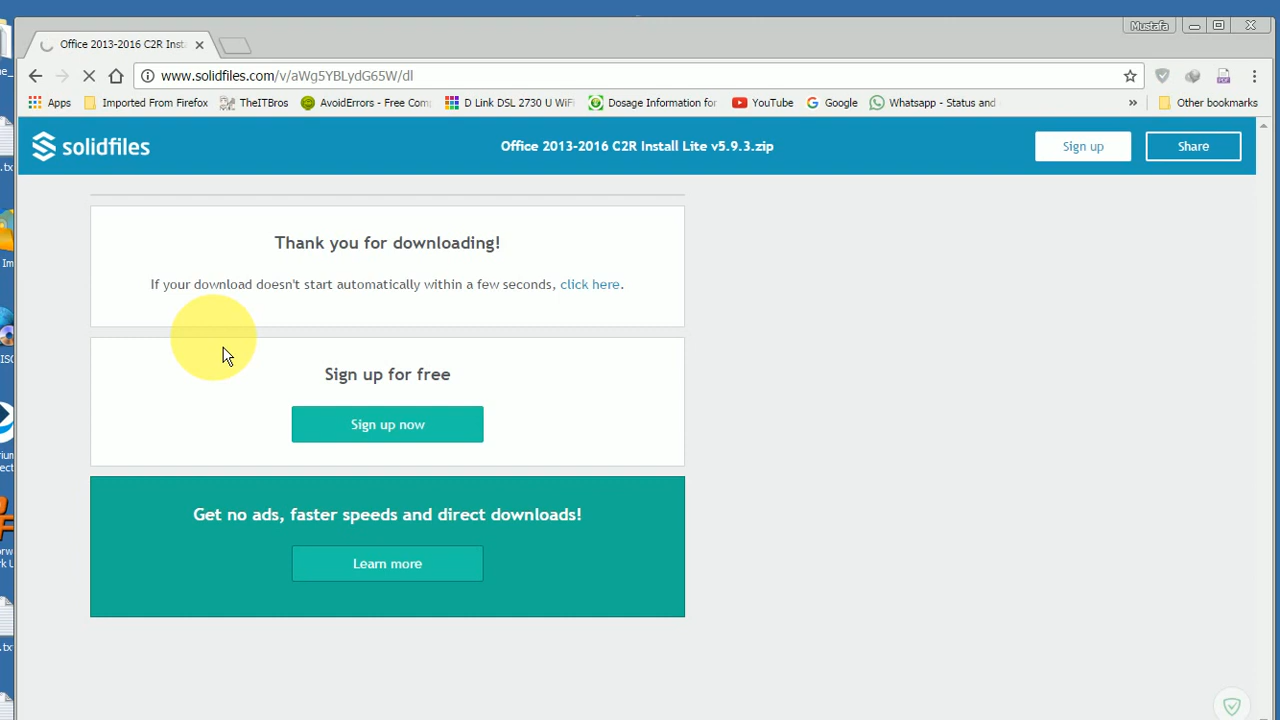 Mustafa
Office 2013-2016 C2R Inst
www.solidfiles.com/v/aWg5YBLydG65W/dl
Apps Imported From Firefox TheITBros AvoidErrors - Free Com D Link DSL 2730 U WiFi Dosage Information for YouTube Google Whatsapp - Status and » Other bookmarks
solidfiles Office 2013-2016 C2R Install Lite v5.9.3.zip Sign up Share
Thank you for downloading!
If your download doesn't start automatically within a few seconds, click here.
Sign up for free
Sign up now
Get no ads, faster speeds and direct downloads!
Learn more